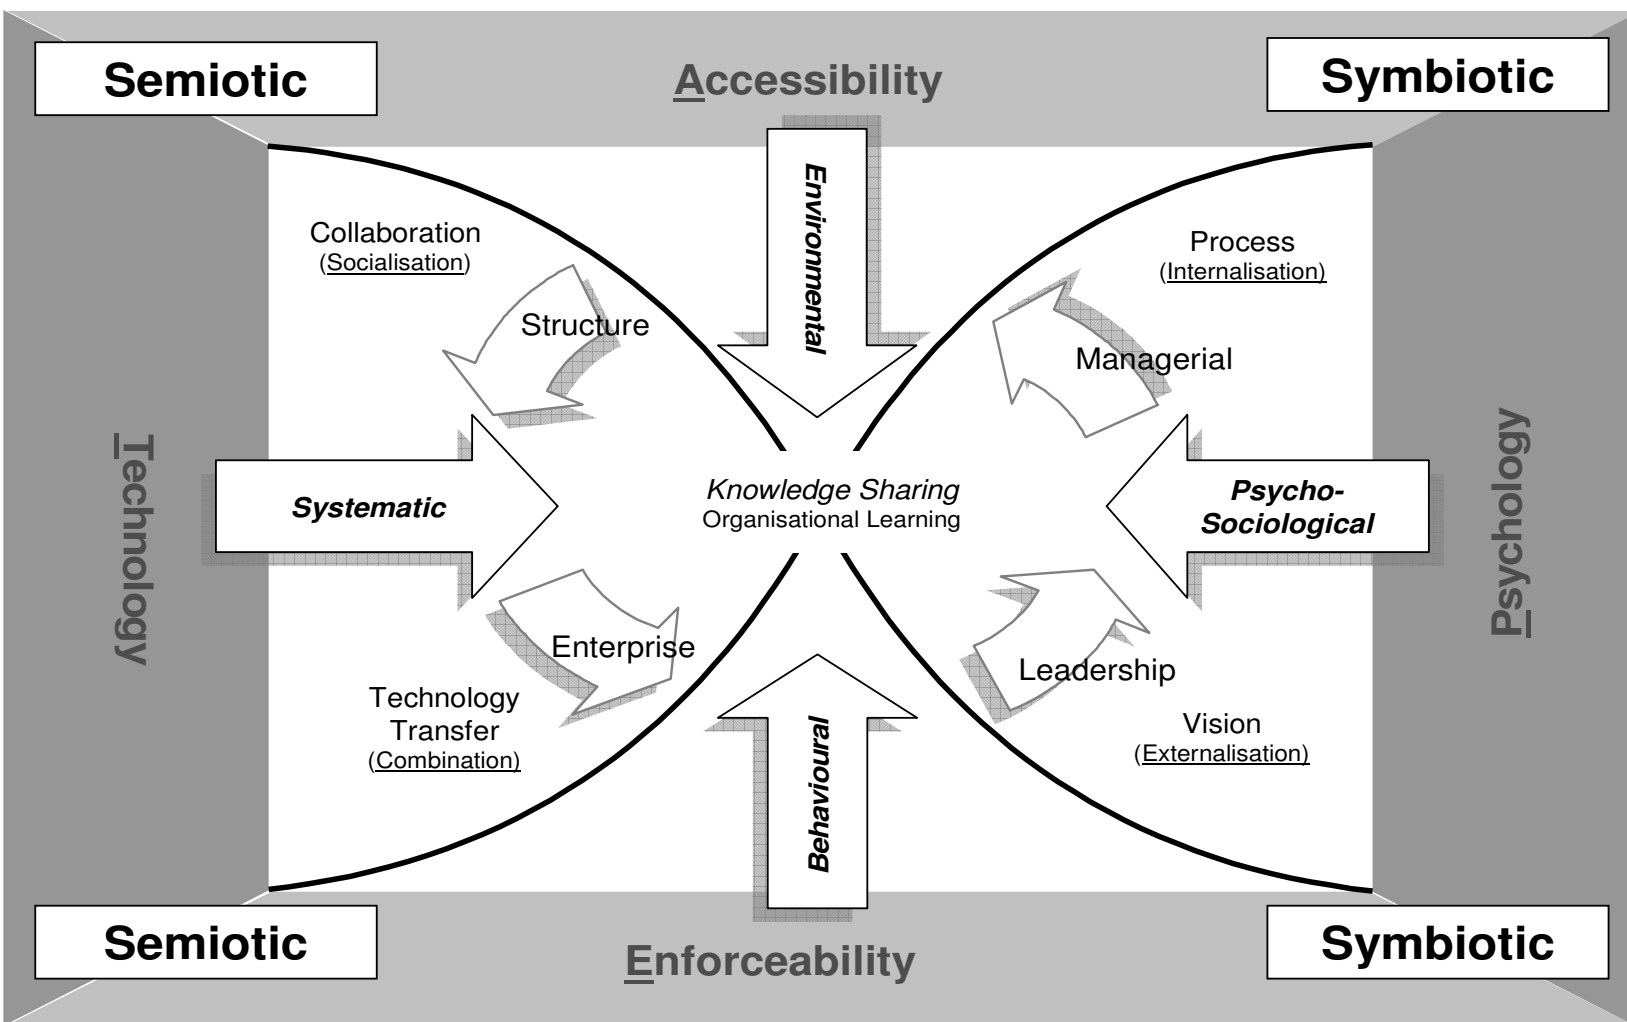 Semiotic
Accessibility
Symbiotic
Environmental
Collaboration
(Socialisation)
Process
(Internalisation)
Structure
Managerial
Technology
Systematic
Knowledge Sharing
Organisational Learning
Psycho-
Sociological
Psychology
Enterprise
Leadership
Technology
Transfer
(Combination)
Vision
(Externalisation)
Behavioural
Semiotic
Enforceability
Symbiotic